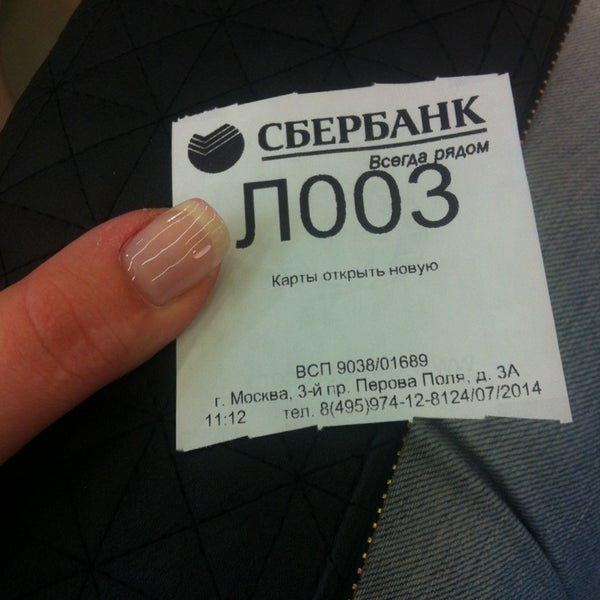 СБЕРБАНК
Всегда рядом
Л003
Карты открыть новую
ВСП 9038/01689
г. Москва, 3-й пр. Перова Поля, д. 3А
11:12 тел. 8(495)974-12-8124/07/2014